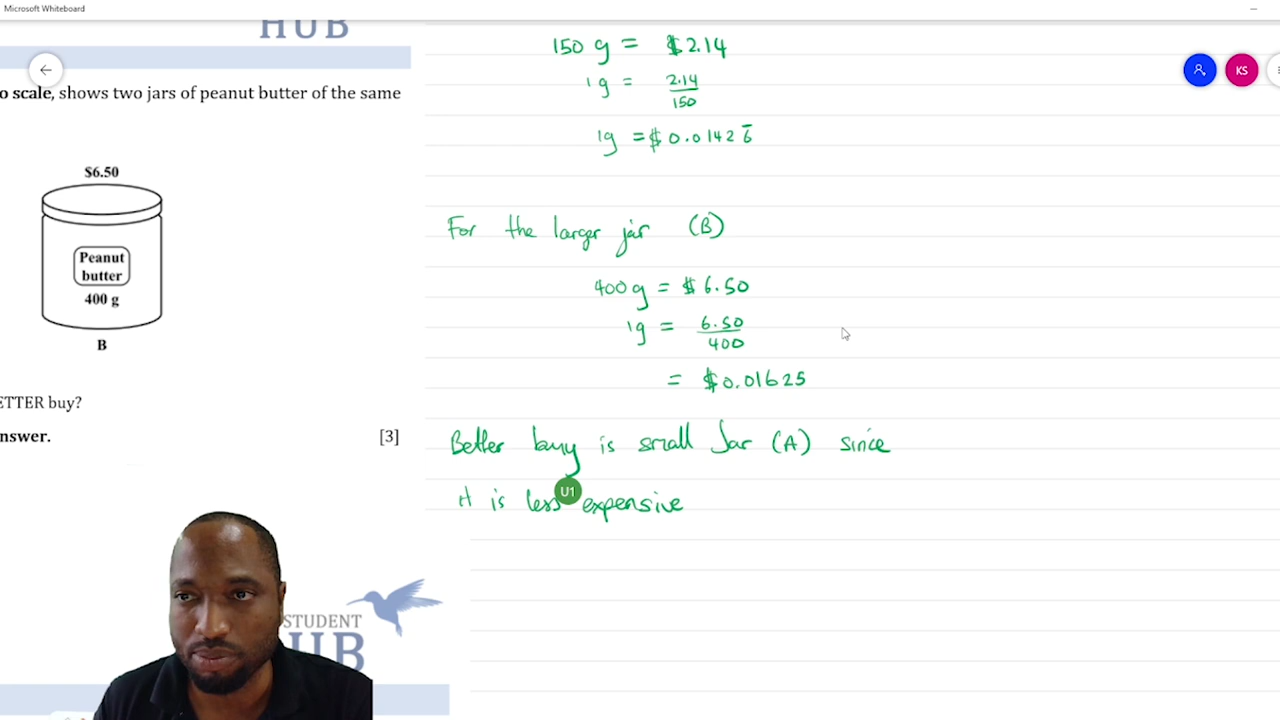 Microsoft Whiteboard
HUB
o scale, shows two jars of peanut butter of the same
$6.50
Peanut
butter
400 g
B
ETTER buy?
nswer.
[3]
STUDENT
HUB
150 g = $2.14
1g = 2.14
150
1g = $0.0142 6̅
For the larger jar (B)
400g = $6.50
1g = 6.50
400
= $0.01625
Better buy is small Jar (A) since
it is less expensive
U1
KS